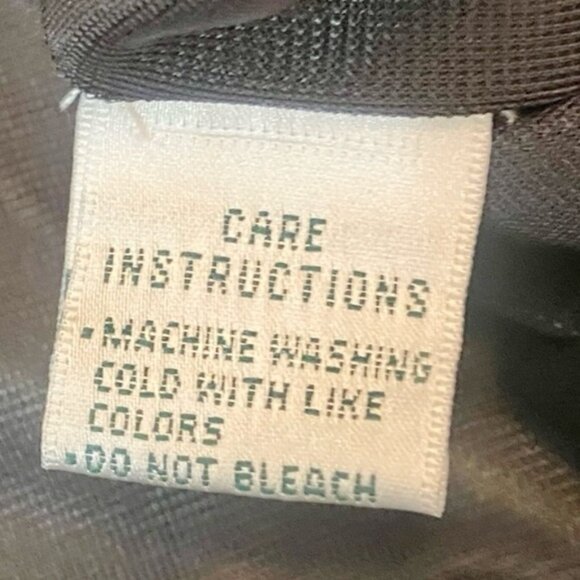 CARE
INSTRUCTIONS
•MACHINE WASHING
COLD WITH LIKE
COLORS
•DO NOT BLEACH